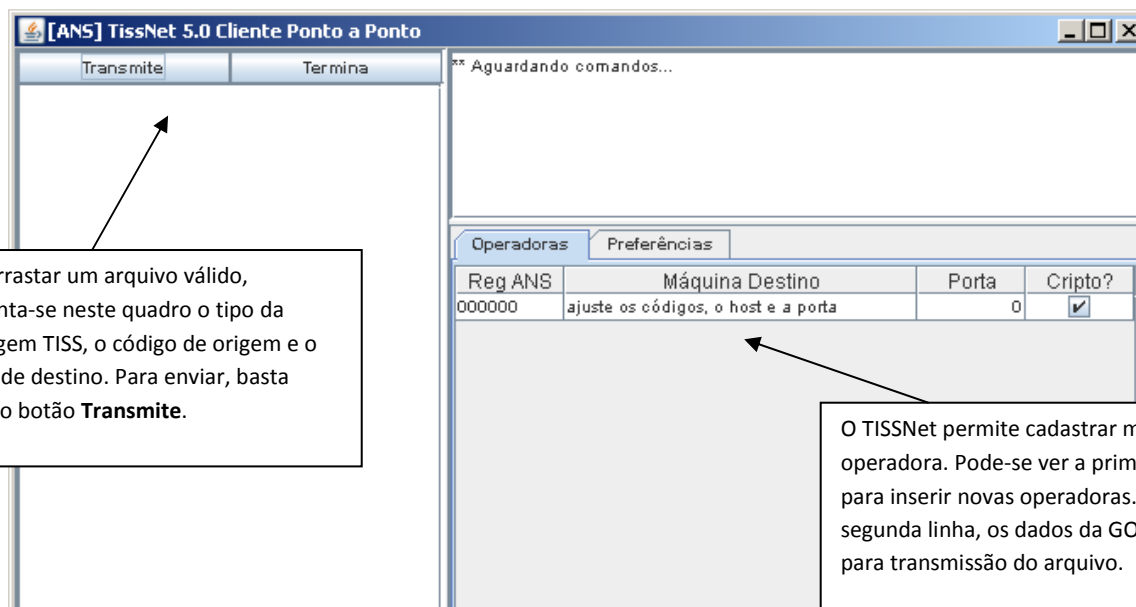 [ANS] TissNet 5.0 Cliente Ponto a Ponto
Transmite Termina
** Aguardando comandos...
Operadoras Preferências
Reg ANS Máquina Destino Porta Cripto?
000000 ajuste os códigos, o host e a porta 0
rrastar um arquivo válido,
nta-se neste quadro o tipo da
gem TISS, o código de origem e o
de destino. Para enviar, basta
o botão Transmite.
O TISSNet permite cadastrar m
operadora. Pode-se ver a prim
para inserir novas operadoras.
segunda linha, os dados da GO
para transmissão do arquivo.